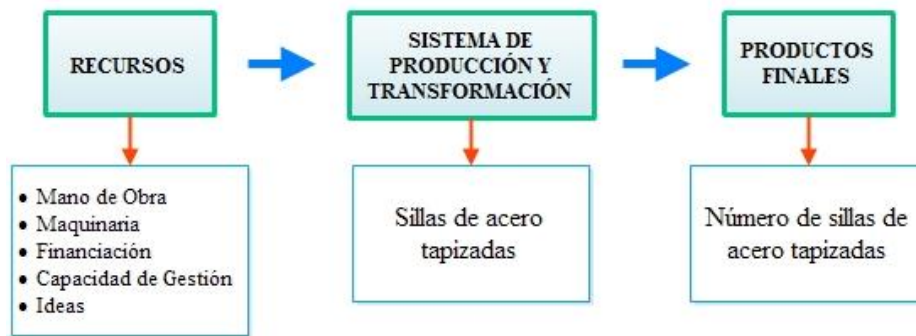 RECURSOS
SISTEMA DE
PRODUCCIÓN Y
TRANSFORMACIÓN
PRODUCTOS
FINALES
• Mano de Obra
• Maquinaria
• Financiación
• Capacidad de Gestión
• Ideas
Sillas de acero
tapizadas
Número de sillas de
acero tapizadas